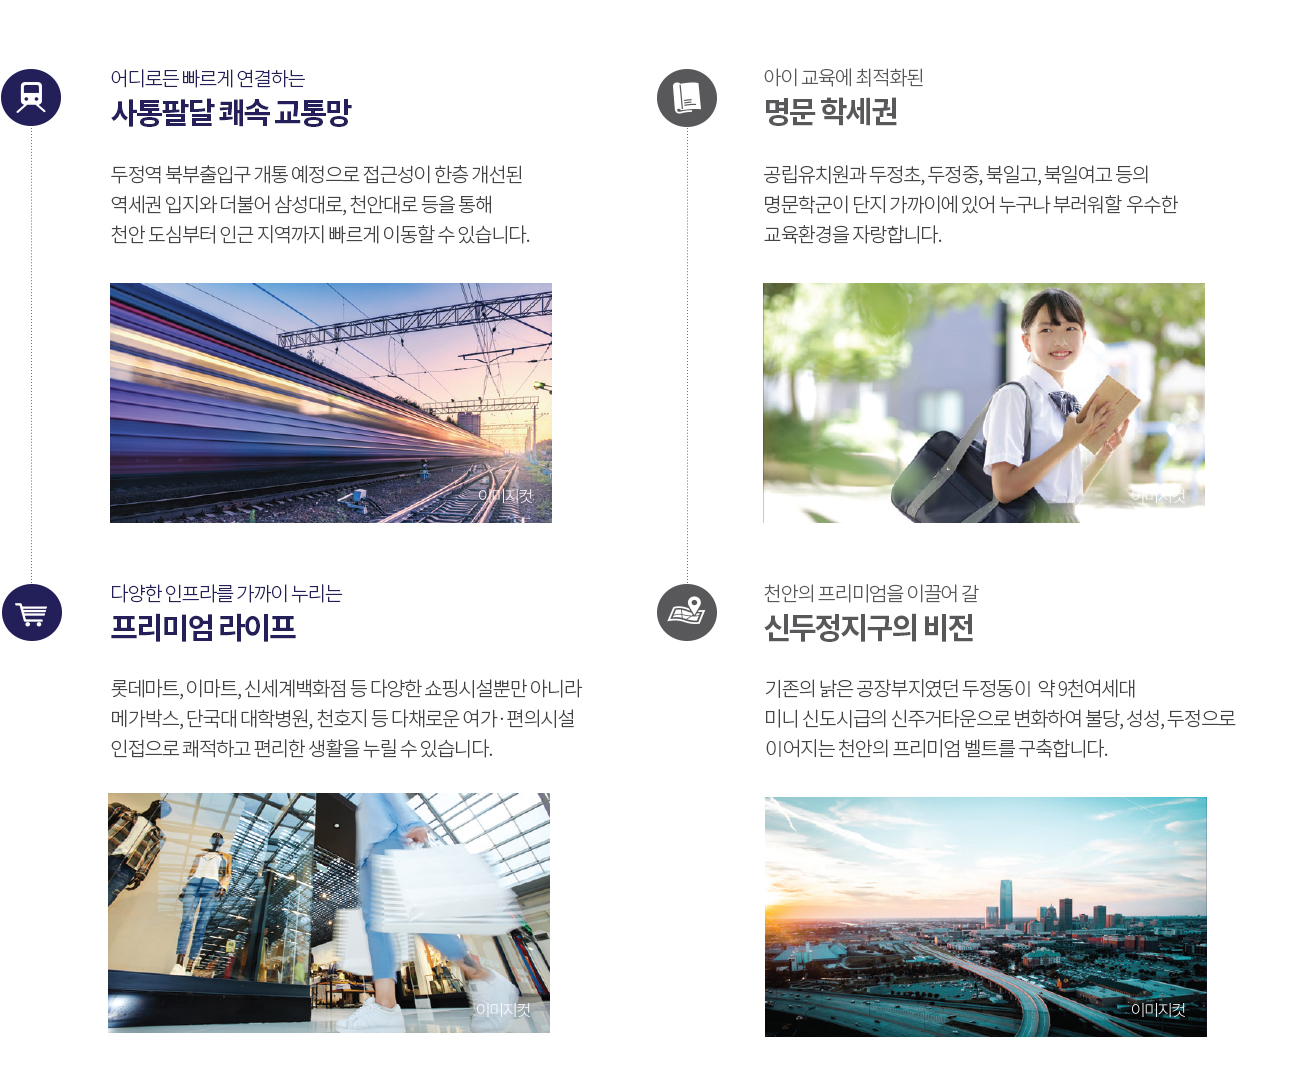 어디로든 빠르게 연결하는
사통팔달 쾌속 교통망
두정역 북부출입구 개통 예정으로 접근성이 한층 개선된
역세권 입지와 더불어 삼성대로, 천안대로 등을 통해
천안 도심부터 인근 지역까지 빠르게 이동할 수 있습니다.
이미지컷
아이 교육에 최적화된
명문 학세권
공립유치원과 두정초, 두정중, 북일고, 북일여고 등의
명문학군이 단지 가까이에 있어 누구나 부러워할 우수한
교육환경을 자랑합니다.
이미지컷
다양한 인프라를 가까이 누리는
프리미엄 라이프
롯데마트, 이마트, 신세계백화점 등 다양한 쇼핑시설뿐만 아니라
메가박스, 단국대 대학병원, 천호지 등 다채로운 여가·편의시설
인접으로 쾌적하고 편리한 생활을 누릴 수 있습니다.
이미지컷
천안의 프리미엄을 이끌어 갈
신두정지구의 비전
기존의 낡은 공장부지였던 두정동이 약 9천여세대
미니 신도시급의 신주거타운으로 변화하여 불당, 성성, 두정으로
이어지는 천안의 프리미엄 벨트를 구축합니다.
이미지컷